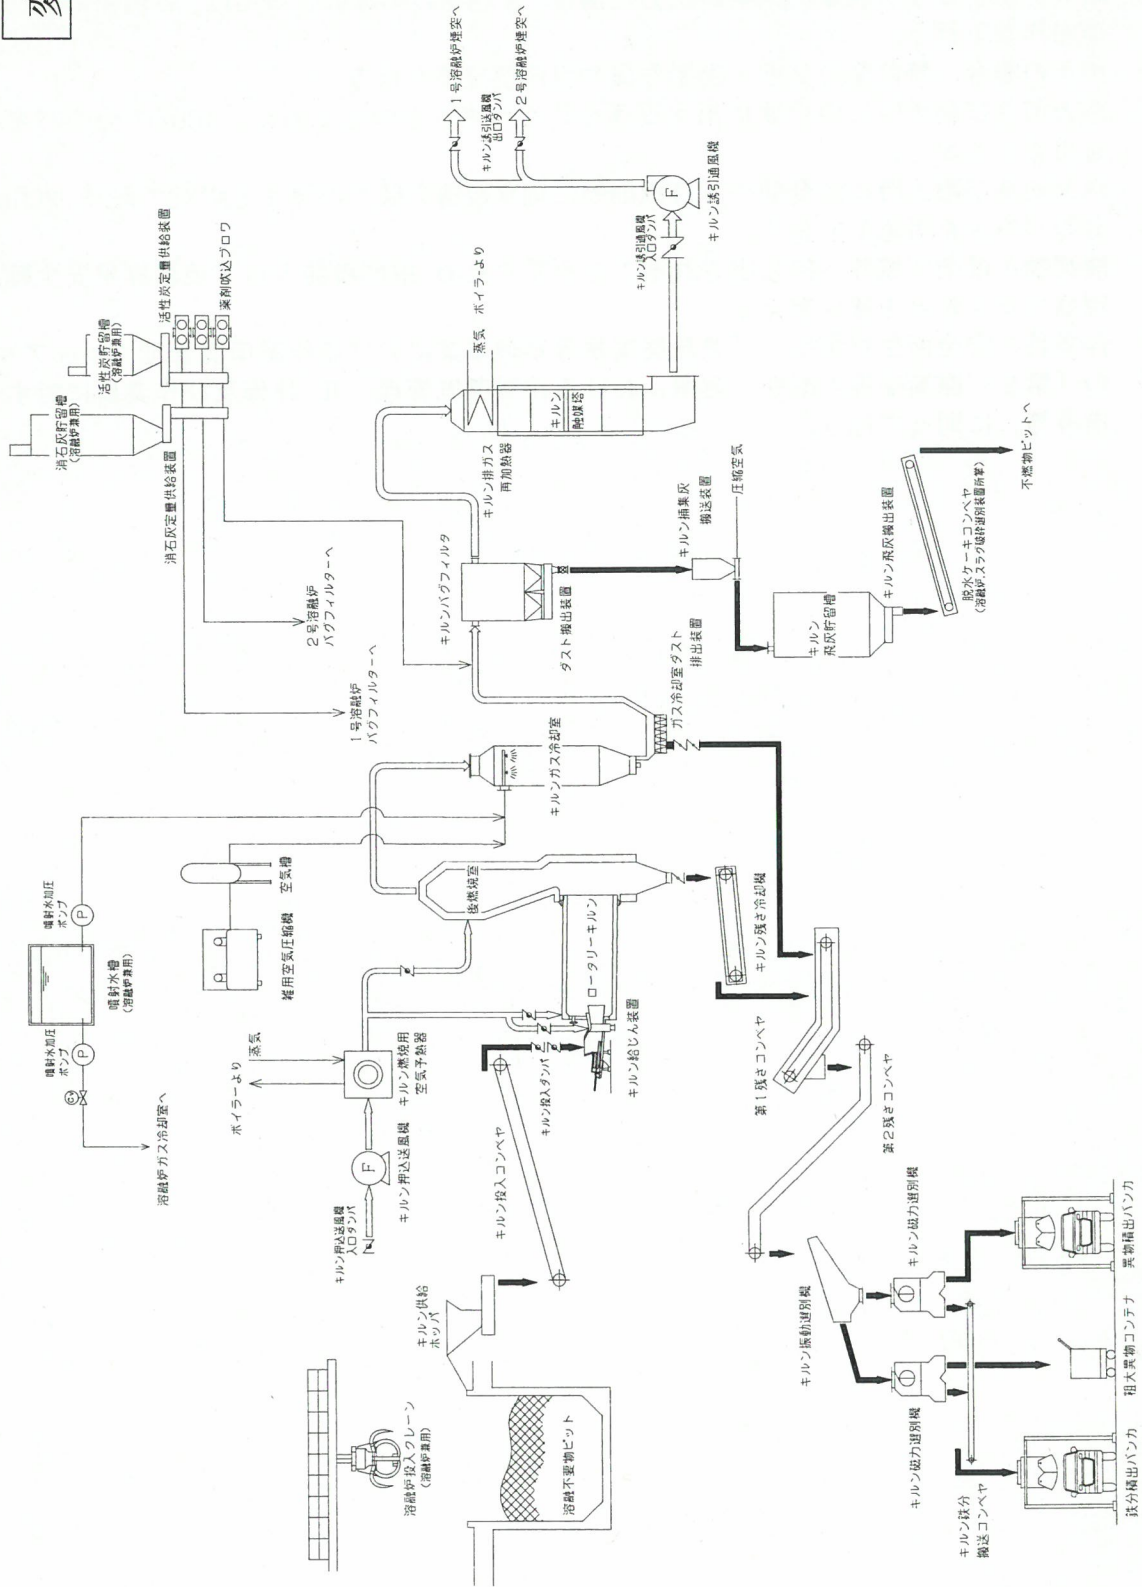 1号溶融炉煙突へ
キルン誘引送風機
出口ダンパ
2号溶融炉煙突へ
F
キルン誘引通風機
キルン誘引通風機
入口ダンパ
活性炭定量供給装置
薬剤吹込ブロワ
活性炭貯留槽
(溶融炉兼用)
消石灰貯留槽
(溶融炉兼用)
消石灰定量供給装置
蒸気 ボイラーより
キルン
触媒塔
キルン排ガス
再加熱器
2号溶融炉
バグフィルターへ
1号溶融炉
バグフィルターへ
キルンバグフィルタ
ダスト搬出装置
キルン捕集灰
搬送装置
圧縮空気
キルン
飛灰貯留槽
キルン飛灰搬出装置
脱水ケーキコンベヤ
(溶融炉,スラグ破砕選別装置所掌)
不燃物ピットへ
ガス冷却室ダスト
排出装置
キルンガス冷却室
噴射水加圧
ポンプ
P
噴射水槽
(溶融炉兼用)
噴射水加圧
ポンプ
P
溶融炉ガス冷却室へ
空気槽
雑用空気圧縮機
後燃焼室
ロータリーキルン
キルン残さ冷却機
蒸気
ボイラーより
キルン燃焼用
空気予熱器
キルン給じん装置
キルン投入ダンパ
F
キルン押込送風機
キルン押込送風機
入口ダンパ
キルン投入コンベヤ
第1残さコンベヤ
第2残さコンベヤ
キルン供給
ホッパ
溶融炉投入クレーン
(溶融炉兼用)
溶融不要物ピット
キルン振動選別機
キルン磁力選別機
キルン磁力選別機
キルン鉄分
搬送コンベヤ
異物積出バンカ
粗大異物コンテナ
鉄分積出バンカ